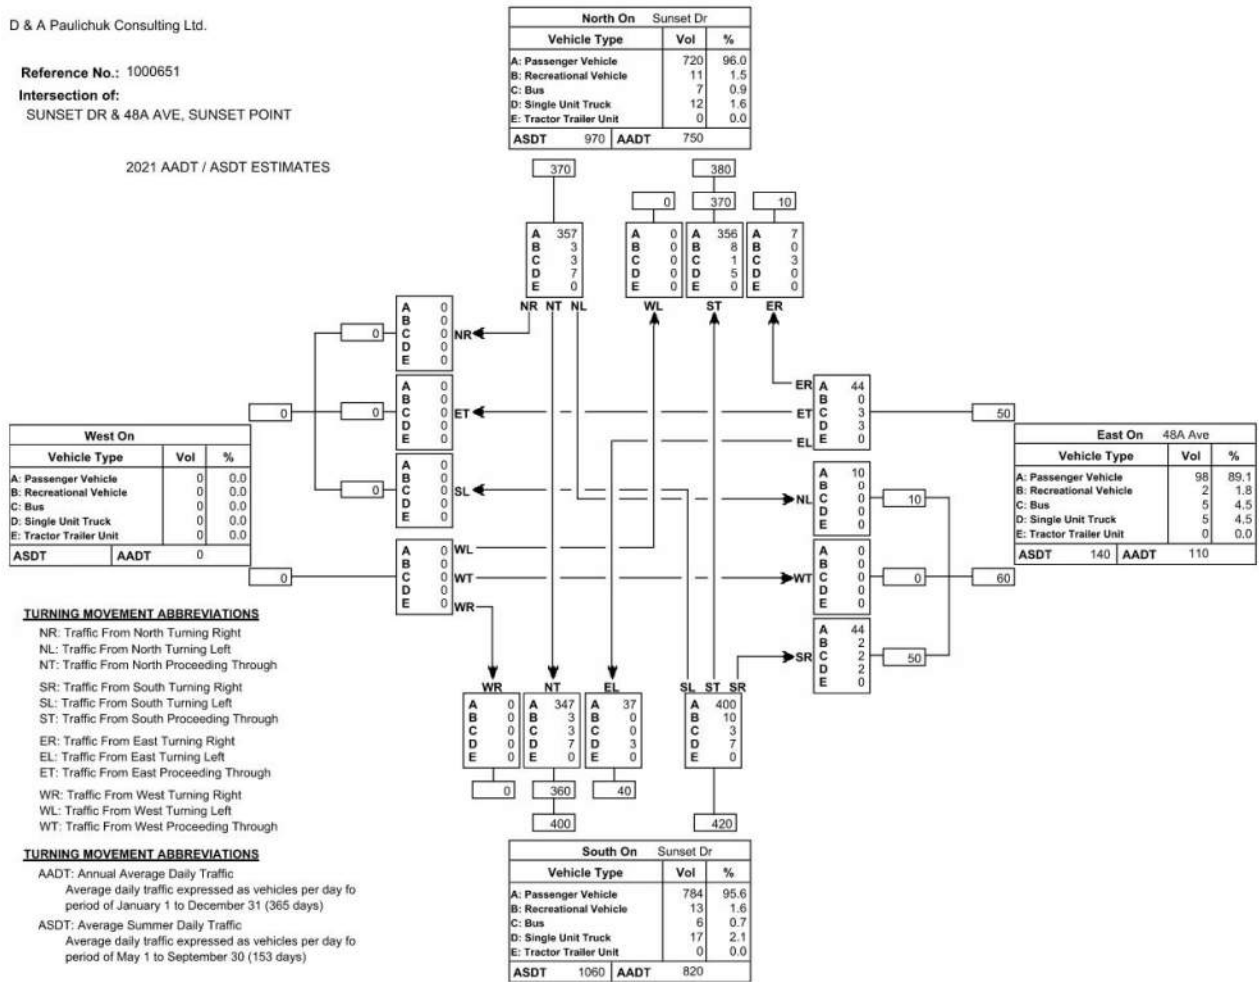 D & A Paulichuk Consulting Ltd.
Reference No.: 1000651
Intersection of:
SUNSET DR & 48A AVE, SUNSET POINT
2021 AADT / ASDT ESTIMATES
North On Sunset Dr
Vehicle Type Vol %
A: Passenger Vehicle 720 96.0
B: Recreational Vehicle 11 1.5
C: Bus 7 0.9
D: Single Unit Truck 12 1.6
E: Tractor Trailer Unit 0 0.0
ASDT 970 AADT 750
370 380
0 370 10
A 357 A 0 A 356 A 7
B 3 B 0 B 8 B 0
C 3 C 0 C 1 C 3
D 7 D 0 D 5 D 0
E 0 E 0 E 0 E 0
NR NT NL WL ST ER
A 0
B 0
0 C 0 NR
D 0
E 0
A 0
B 0
0 0 C 0 ET
D 0
E 0
A 0
B 0
0 C 0 SL
D 0
E 0
ER A 44
B 0
ET C 3 50
D 3
EL E 0
West On
Vehicle Type Vol %
A: Passenger Vehicle 0 0.0
B: Recreational Vehicle 0 0.0
C: Bus 0 0.0
D: Single Unit Truck 0 0.0
E: Tractor Trailer Unit 0 0.0
ASDT AADT 0
East On 48A Ave
Vehicle Type Vol %
A: Passenger Vehicle 98 89.1
B: Recreational Vehicle 2 1.8
C: Bus 5 4.5
D: Single Unit Truck 5 4.5
E: Tractor Trailer Unit 0 0.0
ASDT 140 AADT 110
A 10
B 0
NL C 0 10
D 0
E 0
A 0 WL
B 0
0 C 0 WT
D 0
E 0 WR
A 0
B 0
WT C 0 0 60
D 0
E 0
A 44
B 2
SR C 2 50
D 2
E 0
TURNING MOVEMENT ABBREVIATIONS
NR: Traffic From North Turning Right
NL: Traffic From North Turning Left
NT: Traffic From North Proceeding Through
SR: Traffic From South Turning Right
SL: Traffic From South Turning Left
ST: Traffic From South Proceeding Through
ER: Traffic From East Turning Right
EL: Traffic From East Turning Left
ET: Traffic From East Proceeding Through
WR: Traffic From West Turning Right
WL: Traffic From West Turning Left
WT: Traffic From West Proceeding Through
WR NT EL SL ST SR
A 0 A 347 A 37 A 400
B 0 B 3 B 0 B 10
C 0 C 3 C 0 C 3
D 0 D 7 D 3 D 7
E 0 E 0 E 0 E 0
0 360 40
400 420
TURNING MOVEMENT ABBREVIATIONS
AADT: Annual Average Daily Traffic
Average daily traffic expressed as vehicles per day fo
period of January 1 to December 31 (365 days)
ASDT: Average Summer Daily Traffic
Average daily traffic expressed as vehicles per day fo
period of May 1 to September 30 (153 days)
South On Sunset Dr
Vehicle Type Vol %
A: Passenger Vehicle 784 95.6
B: Recreational Vehicle 13 1.6
C: Bus 6 0.7
D: Single Unit Truck 17 2.1
E: Tractor Trailer Unit 0 0.0
ASDT 1060 AADT 820